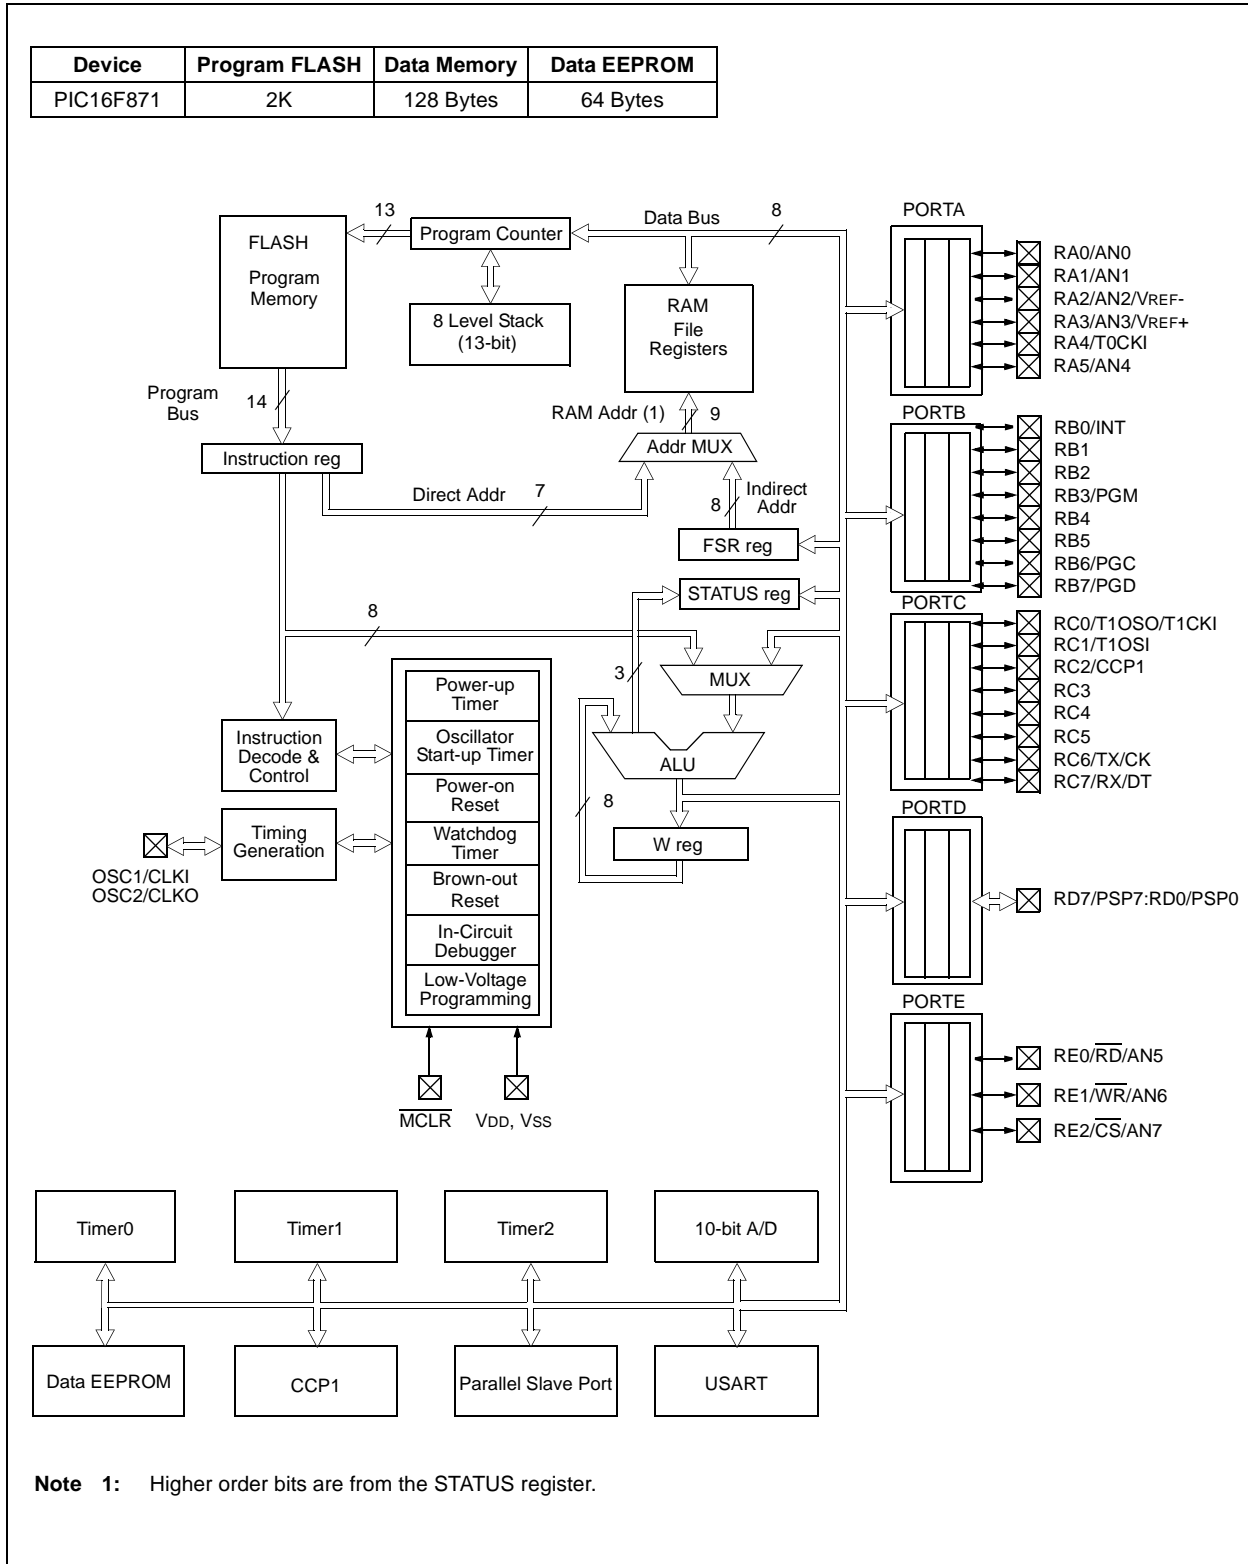 Device Program FLASH Data Memory Data EEPROM
PIC16F871 2K 128 Bytes 64 Bytes
13
Program Counter
Data Bus
8
PORTA
FLASH
Program
Memory
8 Level Stack
(13-bit)
RAM
File
Registers
RA0/AN0
RA1/AN1
RA2/AN2/VREF-
RA3/AN3/VREF+
RA4/T0CKI
RA5/AN4
Program
Bus
14
RAM Addr (1)
9
PORTB
Instruction reg
Addr MUX
Direct Addr
7
8
Indirect
Addr
FSR reg
RB0/INT
RB1
RB2
RB3/PGM
RB4
RB5
RB6/PGC
RB7/PGD
STATUS reg
PORTC
8
3
MUX
RC0/T1OSO/T1CKI
RC1/T1OSI
RC2/CCP1
RC3
RC4
RC5
RC6/TX/CK
RC7/RX/DT
Power-up
Timer
Instruction
Decode &
Control
Oscillator
Start-up Timer
ALU
Power-on
Reset
8
PORTD
Timing
Generation
Watchdog
Timer
W reg
OSC1/CLKI
OSC2/CLKO
Brown-out
Reset
RD7/PSP7:RD0/PSP0
In-Circuit
Debugger
Low-Voltage
Programming
PORTE
RE0/RD/AN5
RE1/WR/AN6
RE2/CS/AN7
MCLR
VDD, VSS
Timer0
Timer1
Timer2
10-bit A/D
Data EEPROM
CCP1
Parallel Slave Port
USART
Note 1: Higher order bits are from the STATUS register.